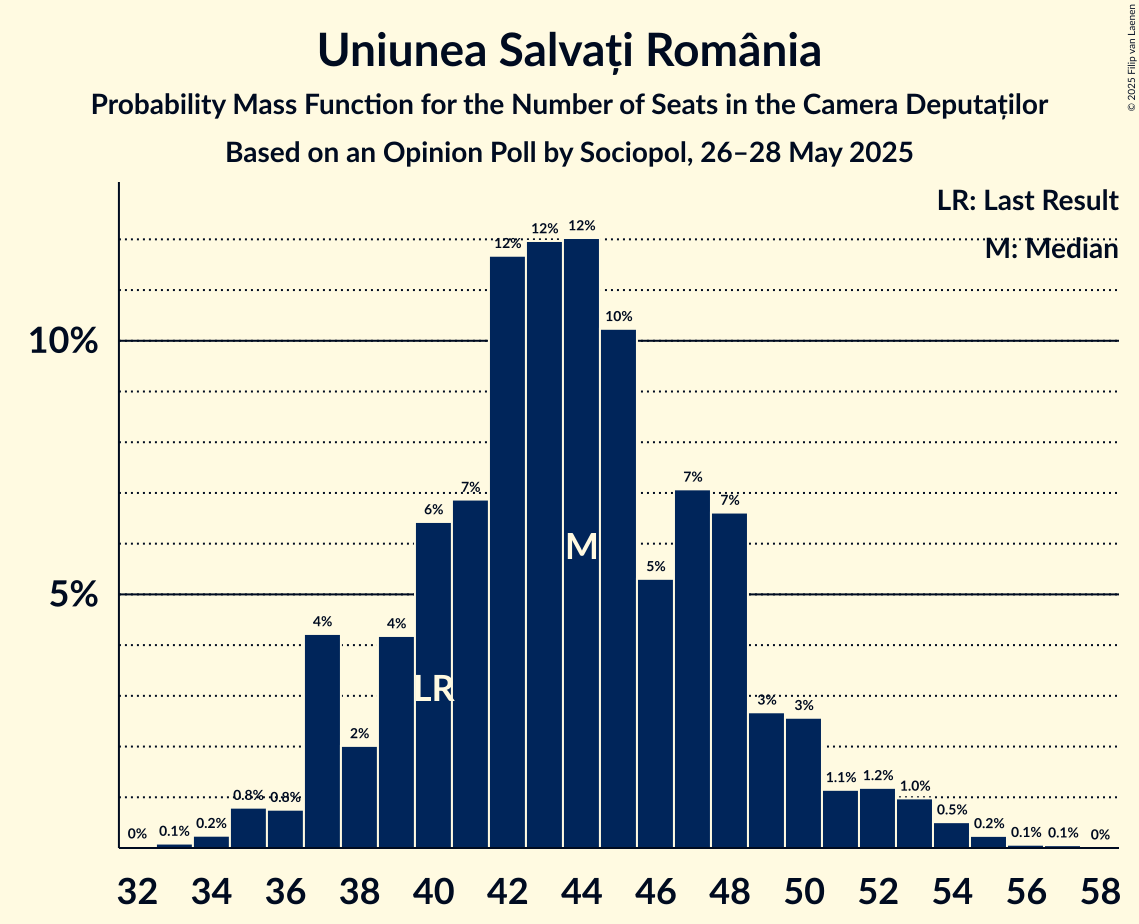 Uniunea Salvați România
Probability Mass Function for the Number of Seats in the Camera Deputaților
Based on an Opinion Poll by Sociopol, 26–28 May 2025
© 2025 Filip van Laenen
LR: Last Result
M: Median
10%
5%
0% 0.1% 0.2% 0.8% 0.8% 4% 2% 4% 6% 7% 12% 12% 12% 10% 5% 7% 7% 3% 3% 1.1% 1.2% 1.0% 0.5% 0.2% 0.1% 0.1% 0%
M
LR
32 34 36 38 40 42 44 46 48 50 52 54 56 58